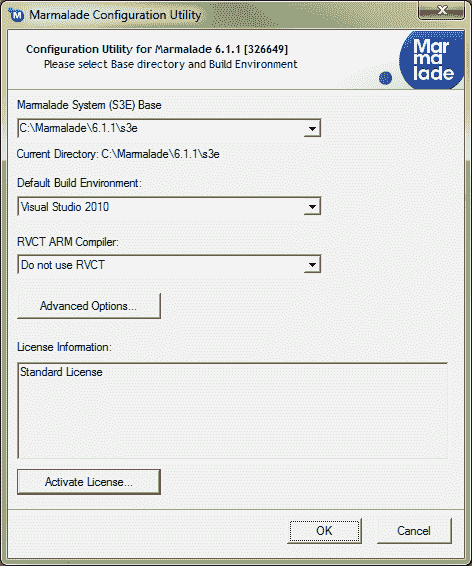 Marmalade Configuration Utility
Configuration Utility for Marmalade 6.1.1 [326649]
Please select Base directory and Build Environment
Mar
ma
lade
Marmalade System (S3E) Base
C:\Marmalade\6.1.1\s3e
Current Directory: C:\Marmalade\6.1.1\s3e
Default Build Environment:
Visual Studio 2010
RVCT ARM Compiler:
Do not use RVCT
Advanced Options...
License Information:
Standard License
Activate License...
OK Cancel